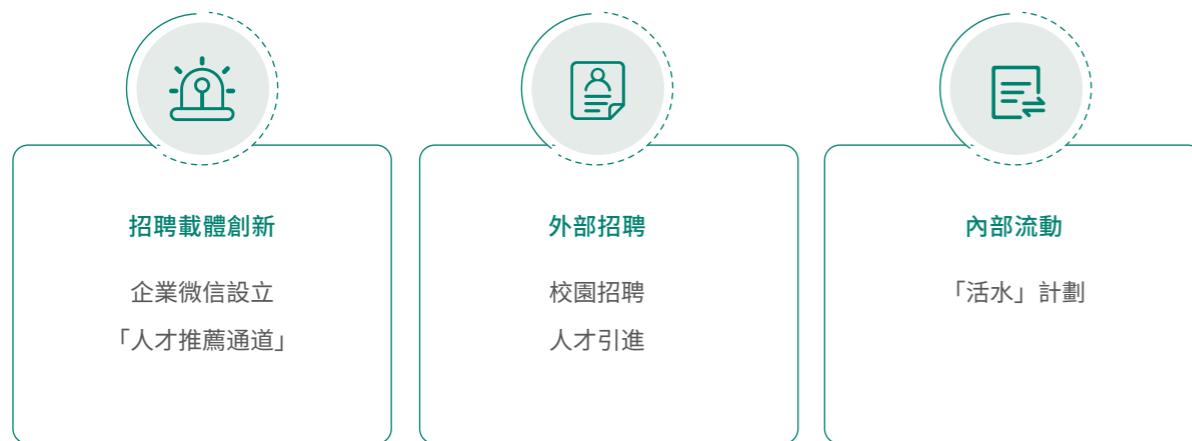 招聘載體創新
企業微信設立
「人才推薦通道」
外部招聘
校園招聘
人才引進
內部流動
「活水」計劃